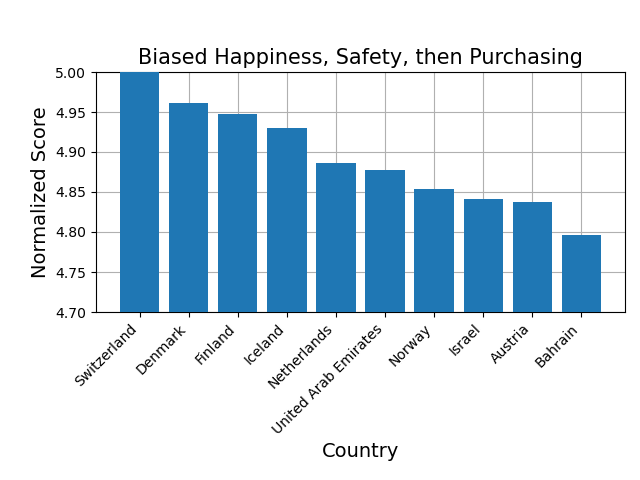 Biased Happiness, Safety, then Purchasing
Normalized Score
5.00
4.95
4.90
4.85
4.80
4.75
4.70
Switzerland
Denmark
Finland
Iceland
Netherlands
United Arab Emirates
Norway
Israel
Austria
Bahrain
Country